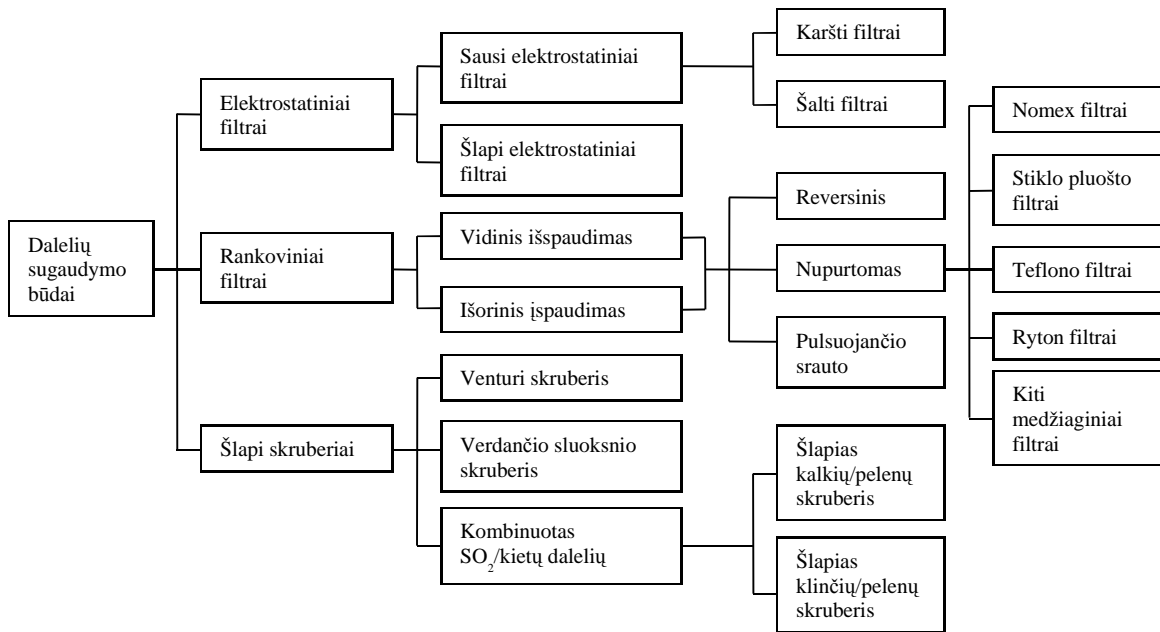 Dalelių
sugaudymo
būdai
Elektrostatiniai
filtrai
Rankoviniai
filtrai
Šlapi skruberiai
Sausi elektrostatiniai
filtrai
Šlapi elektrostatiniai
filtrai
Vidinis išspaudimas
Išorinis įspaudimas
Venturi skruberis
Verdančio sluoksnio
skruberis
Kombinuotas
SO₂/kietų dalelių
Karšti filtrai
Šalti filtrai
Reversinis
Nupurtomas
Pulsuojančio
srauto
Šlapias
kalkių/pelenų
skruberis
Šlapias
klinčių/pelenų
skruberis
Nomex filtrai
Stiklo pluošto
filtrai
Teflono filtrai
Ryton filtrai
Kiti
medžiaginiai
filtrai